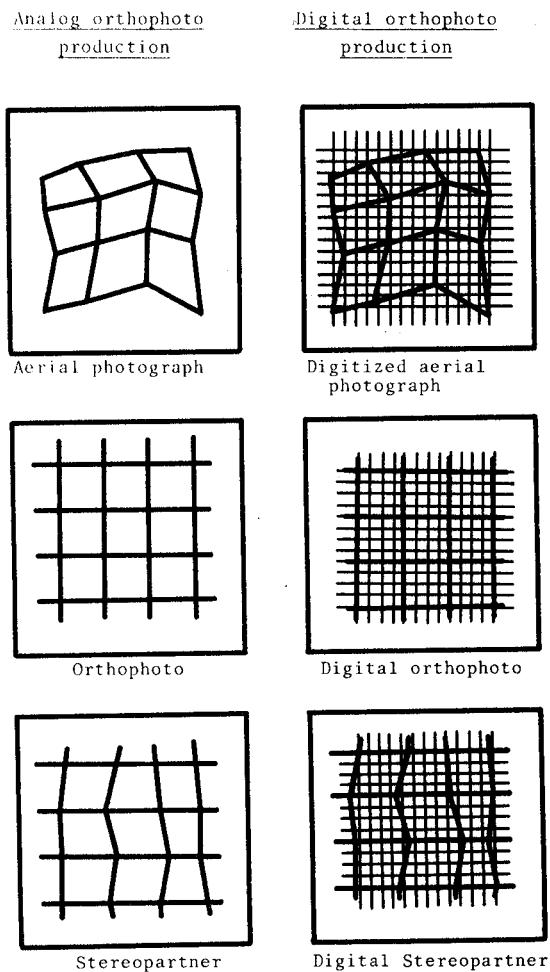 Analog orthophoto
production
Digital orthophoto
production
Aerial photograph
Digitized aerial
photograph
Orthophoto
Digital orthophoto
Stereopartner
Digital Stereopartner